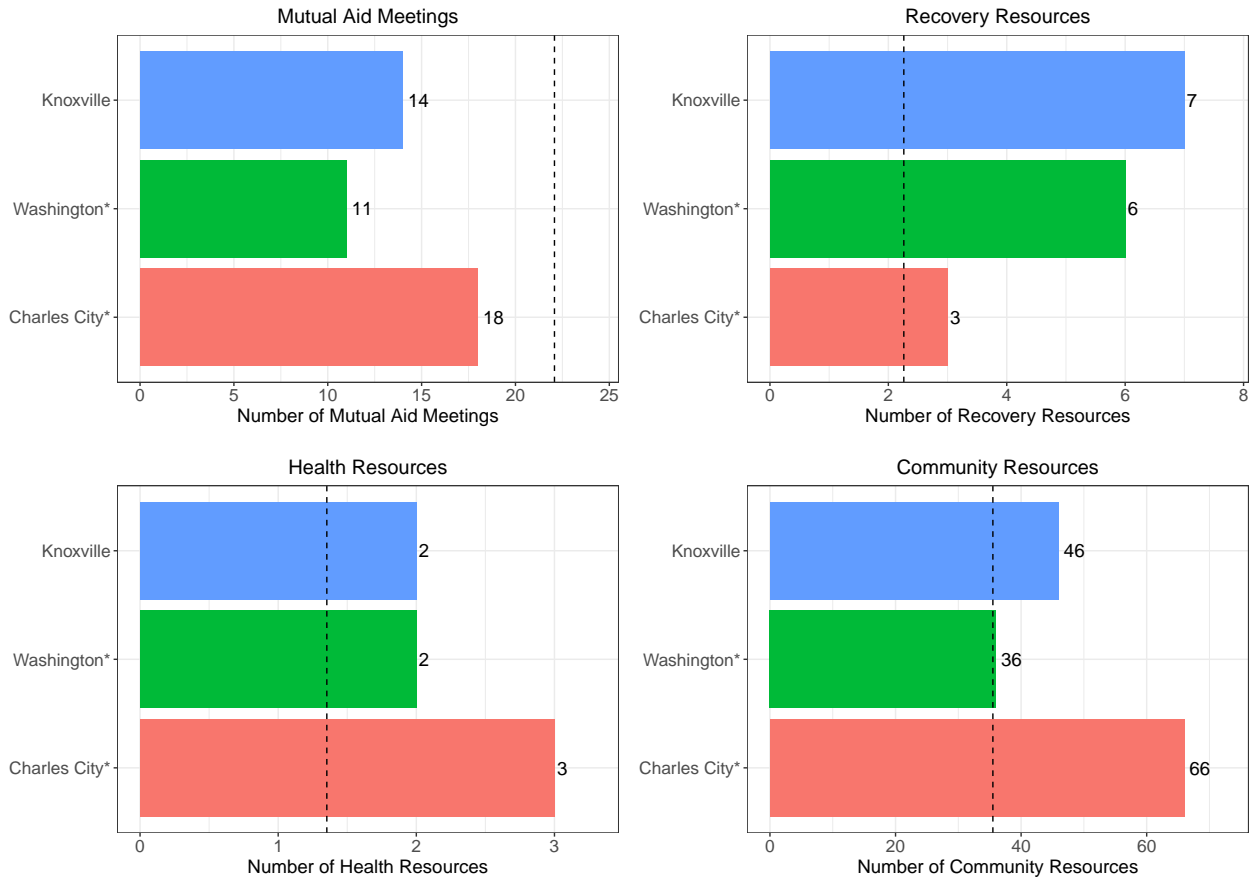 Mutual Aid Meetings
Knoxville
14
Washington*
11
Charles City*
18
0 5 10 15 20 25
Number of Mutual Aid Meetings
Recovery Resources
Knoxville
7
Washington*
6
Charles City*
3
0 2 4 6 8
Number of Recovery Resources
Health Resources
Knoxville
2
Washington*
2
Charles City*
3
0 1 2 3
Number of Health Resources
Community Resources
Knoxville
46
Washington*
36
Charles City*
66
0 20 40 60
Number of Community Resources